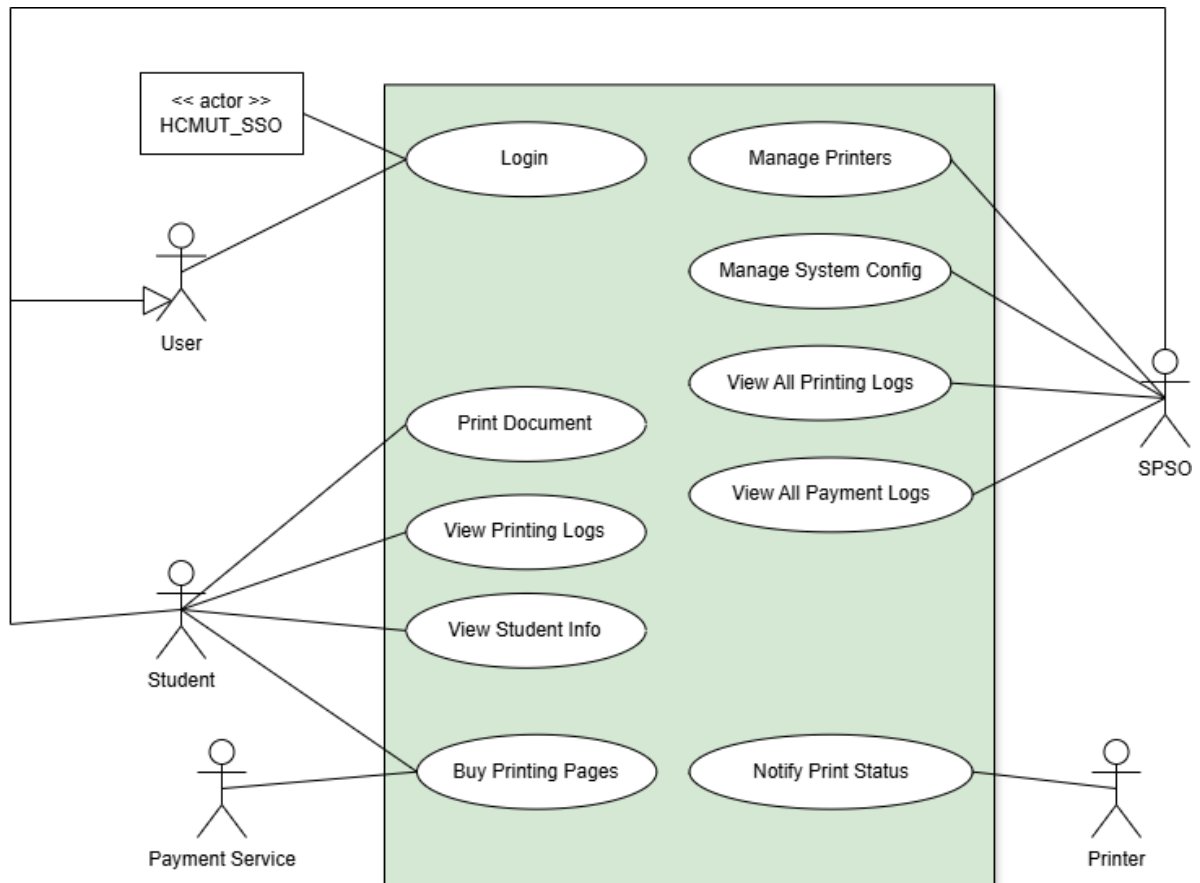 << actor >>
HCMUT_SSO
Login
Manage Printers
Manage System Config
User
View All Printing Logs
Print Document
SPSO
View All Payment Logs
View Printing Logs
View Student Info
Student
Buy Printing Pages
Notify Print Status
Payment Service
Printer